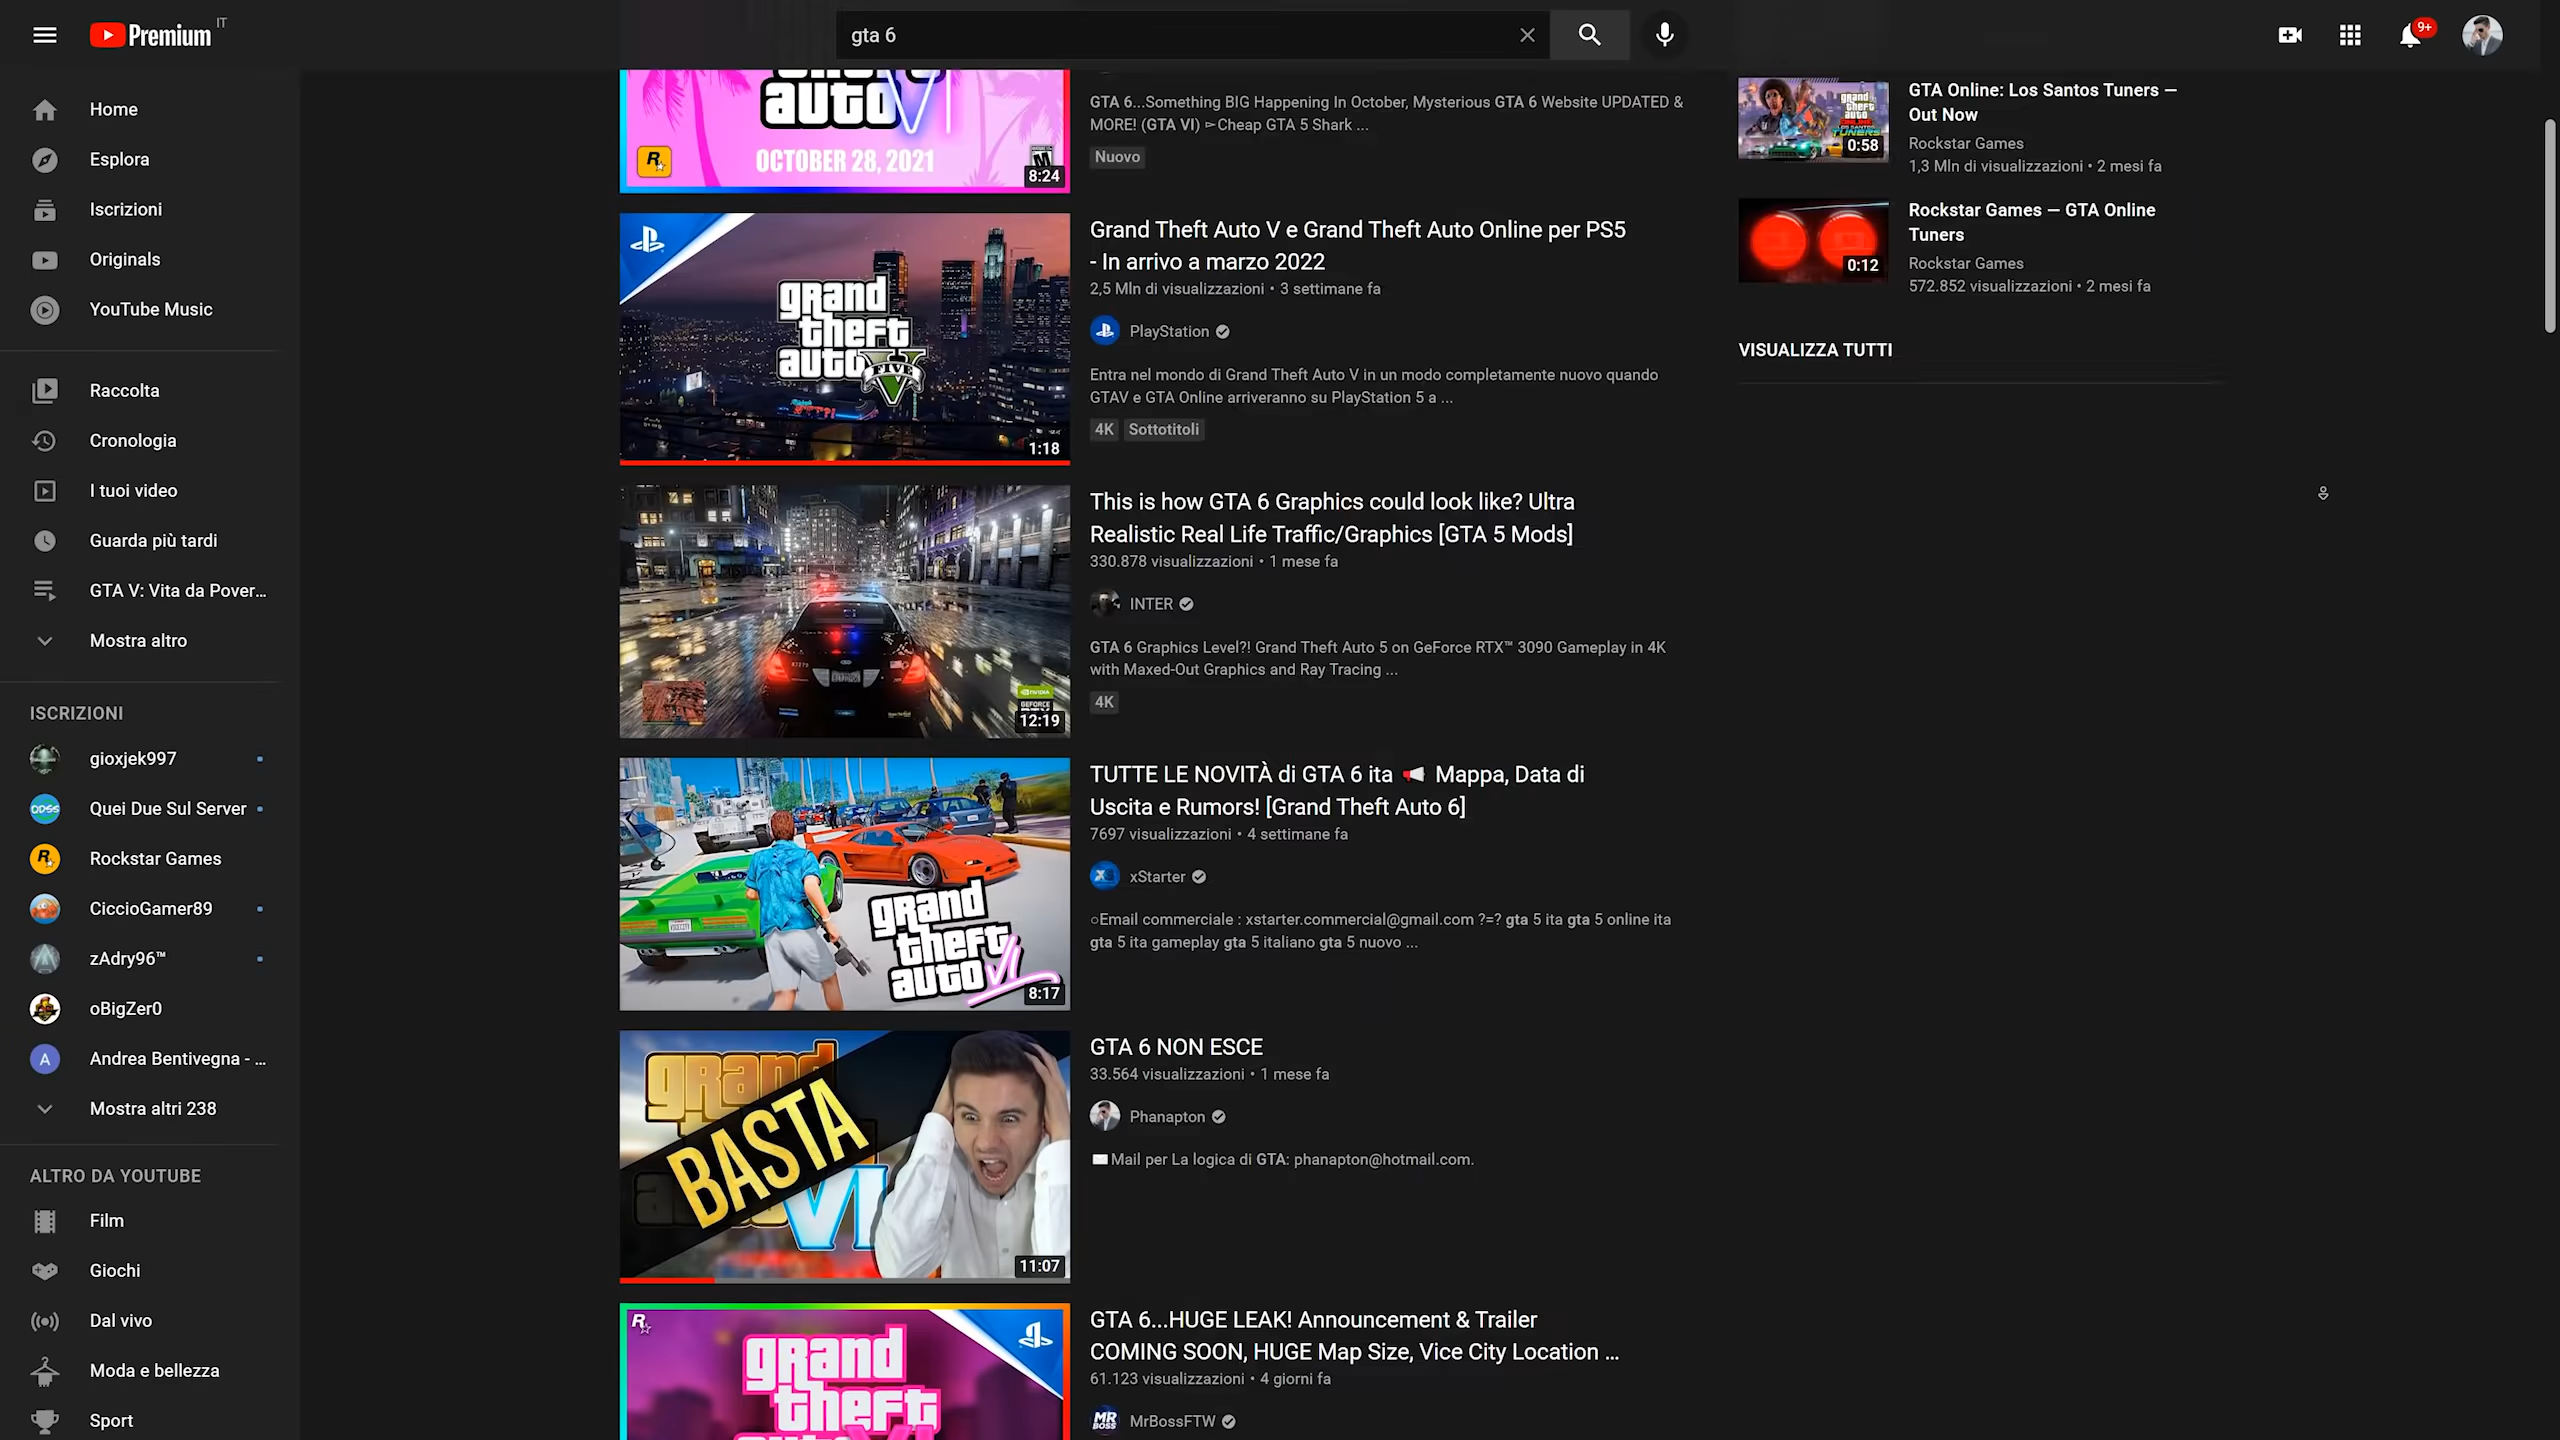 Premium IT
gta 6
9+
Home
Esplora
Iscrizioni
Originals
YouTube Music
Raccolta
Cronologia
I tuoi video
Guarda più tardi
GTA V: Vita da Pover...
Mostra altro
ISCRIZIONI
gioxjek997
Quei Due Sul Server
Rockstar Games
CiccioGamer89
zAdry96™
oBigZer0
A
Andrea Bentivegna - ...
Mostra altri 238
ALTRO DA YOUTUBE
Film
Giochi
Dal vivo
Moda e bellezza
Sport
auto VI
OCTOBER 28, 2021
8:24
GTA 6...Something BIG Happening In October, Mysterious GTA 6 Website UPDATED &
MORE! (GTA VI) ➢Cheap GTA 5 Shark ...
Nuovo
grand
theft
auto V
FIVE
1:18
Grand Theft Auto V e Grand Theft Auto Online per PS5
- In arrivo a marzo 2022
2,5 Mln di visualizzazioni • 3 settimane fa
PlayStation
Entra nel mondo di Grand Theft Auto V in un modo completamente nuovo quando
GTAV e GTA Online arriveranno su PlayStation 5 a ...
4K Sottotitoli
NVIDIA
GEFORCE
12:19
This is how GTA 6 Graphics could look like? Ultra
Realistic Real Life Traffic/Graphics [GTA 5 Mods]
330.878 visualizzazioni • 1 mese fa
INTER
GTA 6 Graphics Level?! Grand Theft Auto 5 on GeForce RTX™ 3090 Gameplay in 4K
with Maxed-Out Graphics and Ray Tracing ...
4K
grand
theft
auto VI
8:17
TUTTE LE NOVITÀ di GTA 6 ita 📢 Mappa, Data di
Uscita e Rumors! [Grand Theft Auto 6]
7697 visualizzazioni • 4 settimane fa
xStarter
○Email commerciale : xstarter.commercial@gmail.com ?=? gta 5 ita gta 5 online ita
gta 5 ita gameplay gta 5 italiano gta 5 nuovo ...
grand
BASTA
VI
11:07
GTA 6 NON ESCE
33.564 visualizzazioni • 1 mese fa
Phanapton
✉Mail per La logica di GTA: phanapton@hotmail.com.
grand
theft
GTA 6...HUGE LEAK! Announcement & Trailer
COMING SOON, HUGE Map Size, Vice City Location ...
61.123 visualizzazioni • 4 giorni fa
MR BOSS
MrBossFTW
0:58
GTA Online: Los Santos Tuners —
Out Now
Rockstar Games
1,3 Mln di visualizzazioni • 2 mesi fa
0:12
Rockstar Games — GTA Online
Tuners
Rockstar Games
572.852 visualizzazioni • 2 mesi fa
VISUALIZZA TUTTI